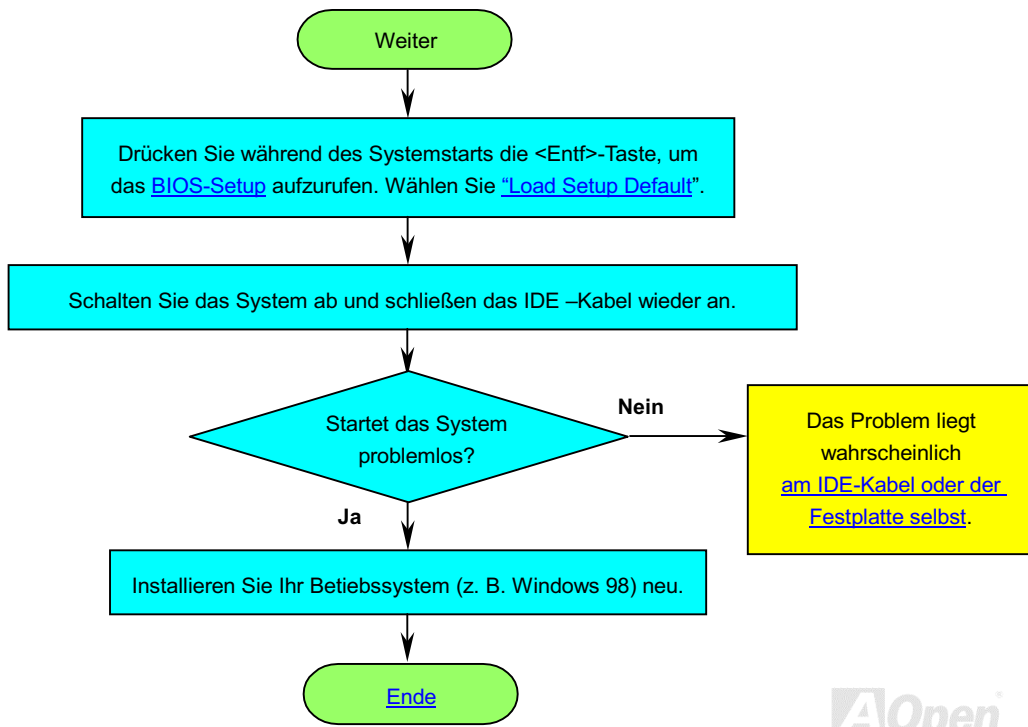 Weiter
Drücken Sie während des Systemstarts die <Entf>-Taste, um
das BIOS-Setup aufzurufen. Wählen Sie “Load Setup Default”.
Schalten Sie das System ab und schließen das IDE –Kabel wieder an.
Startet das System
problemlos?
Nein
Das Problem liegt
wahrscheinlich
am IDE-Kabel oder der
Festplatte selbst.
Ja
Installieren Sie Ihr Betiebssystem (z. B. Windows 98) neu.
Ende
AOpen